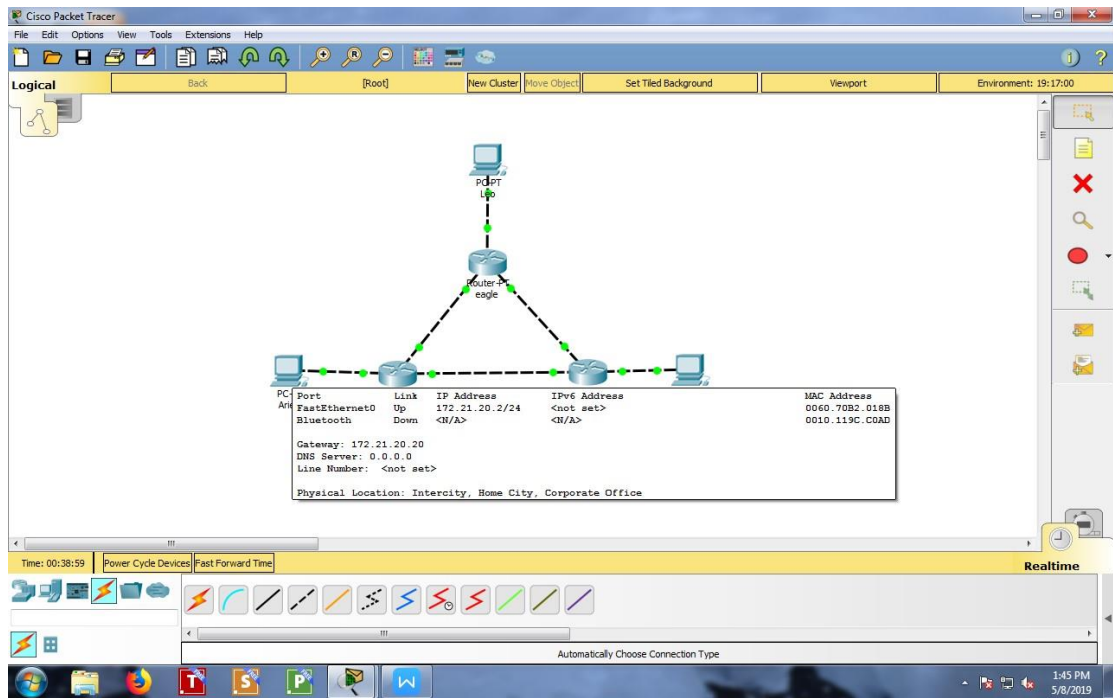 Cisco Packet Tracer
File Edit Options View Tools Extensions Help
Logical Back [Root] New Cluster Move Object Set Tiled Background Viewport Environment: 19:17:00
PC-PT
Leo
Router-PT
eagle
PC-
Arie
Port Link IP Address IPv6 Address MAC Address
FastEthernet0 Up 172.21.20.2/24 <not set> 0060.70B2.018B
Bluetooth Down <N/A> <N/A> 0010.119C.C0AD
Gateway: 172.21.20.20
DNS Server: 0.0.0.0
Line Number: <not set>
Physical Location: Intercity, Home City, Corporate Office
Time: 00:38:59 Power Cycle Devices Fast Forward Time Realtime
Automatically Choose Connection Type
1:45 PM
5/8/2019